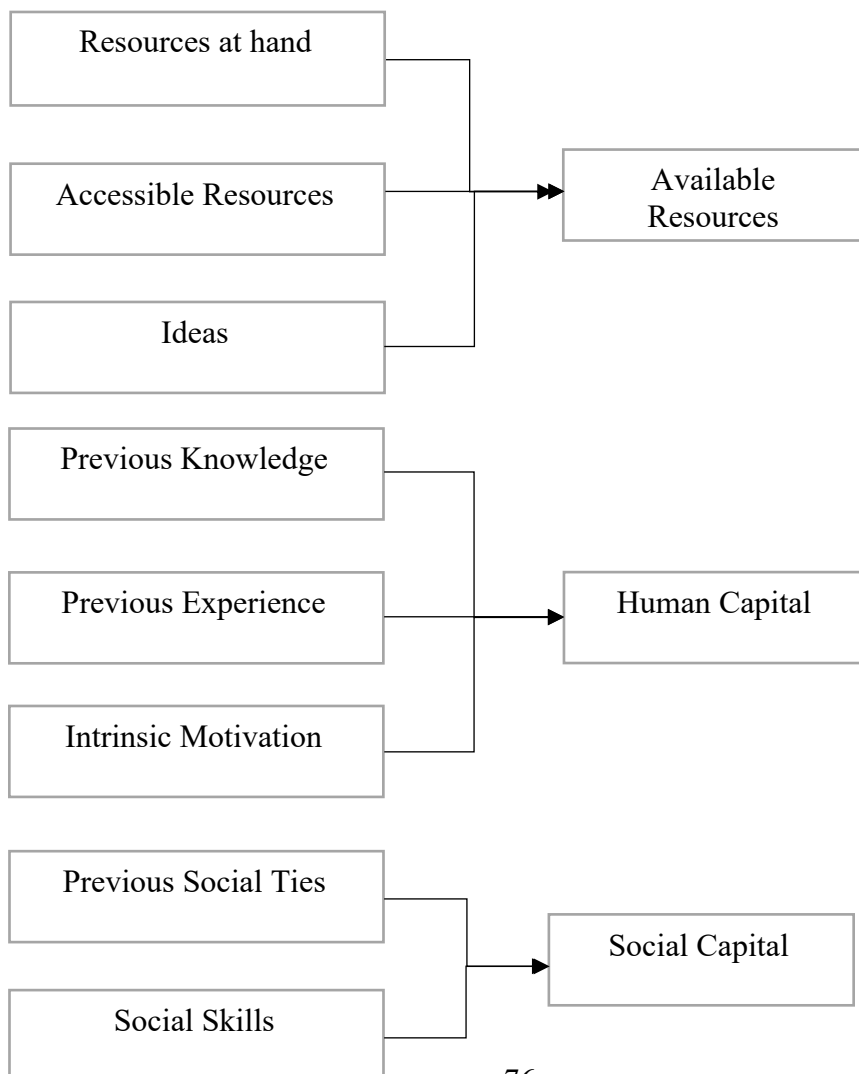 Resources at hand
Accessible Resources
Available
Resources
Ideas
Previous Knowledge
Previous Experience
Human Capital
Intrinsic Motivation
Previous Social Ties
Social Capital
Social Skills